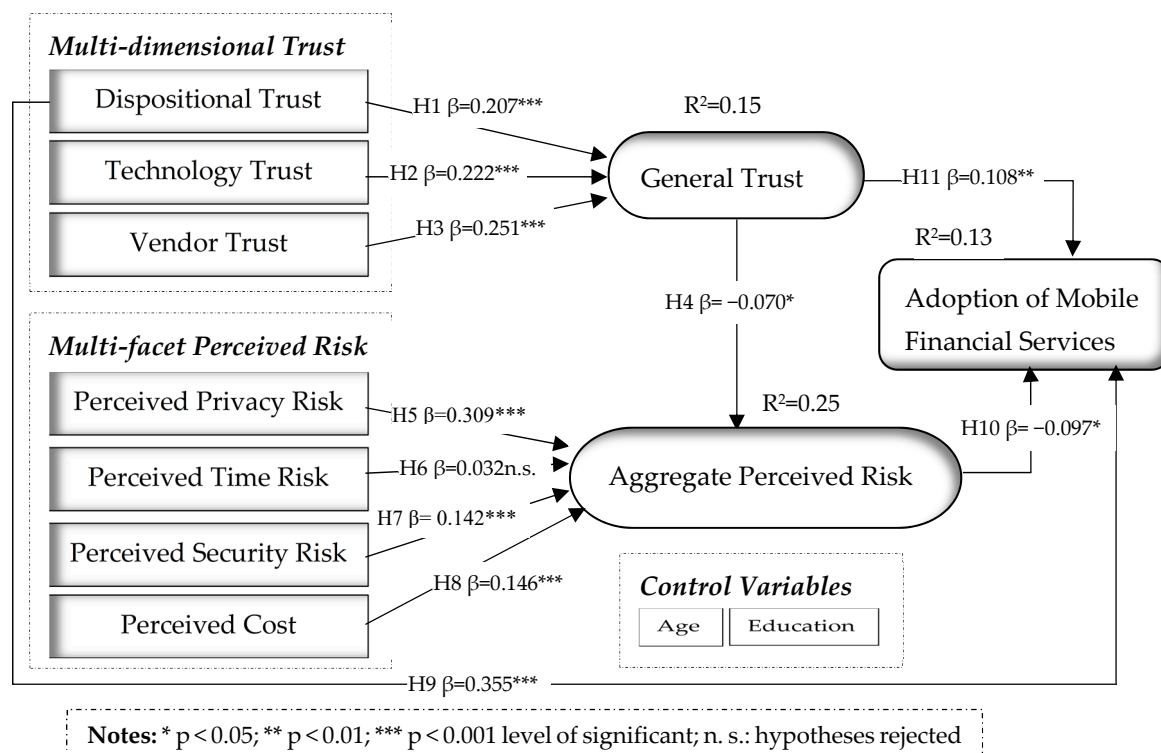 Multi-dimensional Trust
Dispositional Trust
Technology Trust
Vendor Trust
H1 β=0.207***
H2 β=0.222***
H3 β=0.251***
R²=0.15
General Trust
H11 β=0.108**
R²=0.13
Adoption of Mobile
Financial Services
H4 β= −0.070*
Multi-facet Perceived Risk
Perceived Privacy Risk
Perceived Time Risk
Perceived Security Risk
Perceived Cost
H5 β=0.309***
H6 β=0.032n.s.
H7 β= 0.142***
H8 β=0.146***
R²=0.25
Aggregate Perceived Risk
H10 β= −0.097*
Control Variables
Age
Education
H9 β=0.355***
Notes: * p < 0.05; ** p < 0.01; *** p < 0.001 level of significant; n. s.: hypotheses rejected